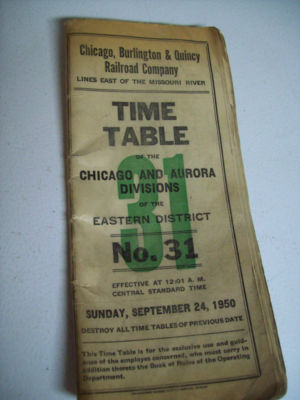 Chicago, Burlington & Quincy
Railroad Company
LINES EAST OF THE MISSOURI RIVER
TIME
TABLE
31
OF THE
CHICAGO AND AURORA
DIVISIONS
OF THE
EASTERN DISTRICT
No. 31
EFFECTIVE AT 12:01 A. M.
CENTRAL STANDARD TIME
SUNDAY, SEPTEMBER 24, 1950
DESTROY ALL TIME TABLES OF PREVIOUS DATE
This Time Table is for the exclusive use and guid-
ance of the employes concerned, who must carry in
addition thereto the Book of Rules of the Operating
Department.